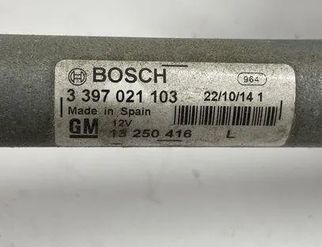 BOSCH 964
3 397 021 103 22/10/14 1
Made in Spain
GM 12V
13 250 416 L